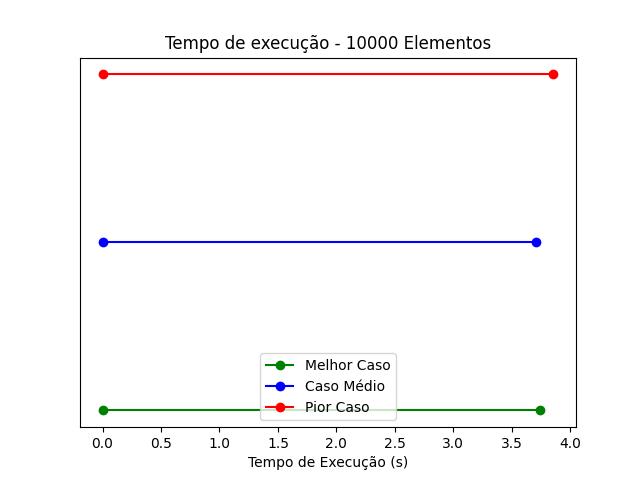 Tempo de execução - 10000 Elementos
Melhor Caso
Caso Médio
Pior Caso
0.0 0.5 1.0 1.5 2.0 2.5 3.0 3.5 4.0
Tempo de Execução (s)